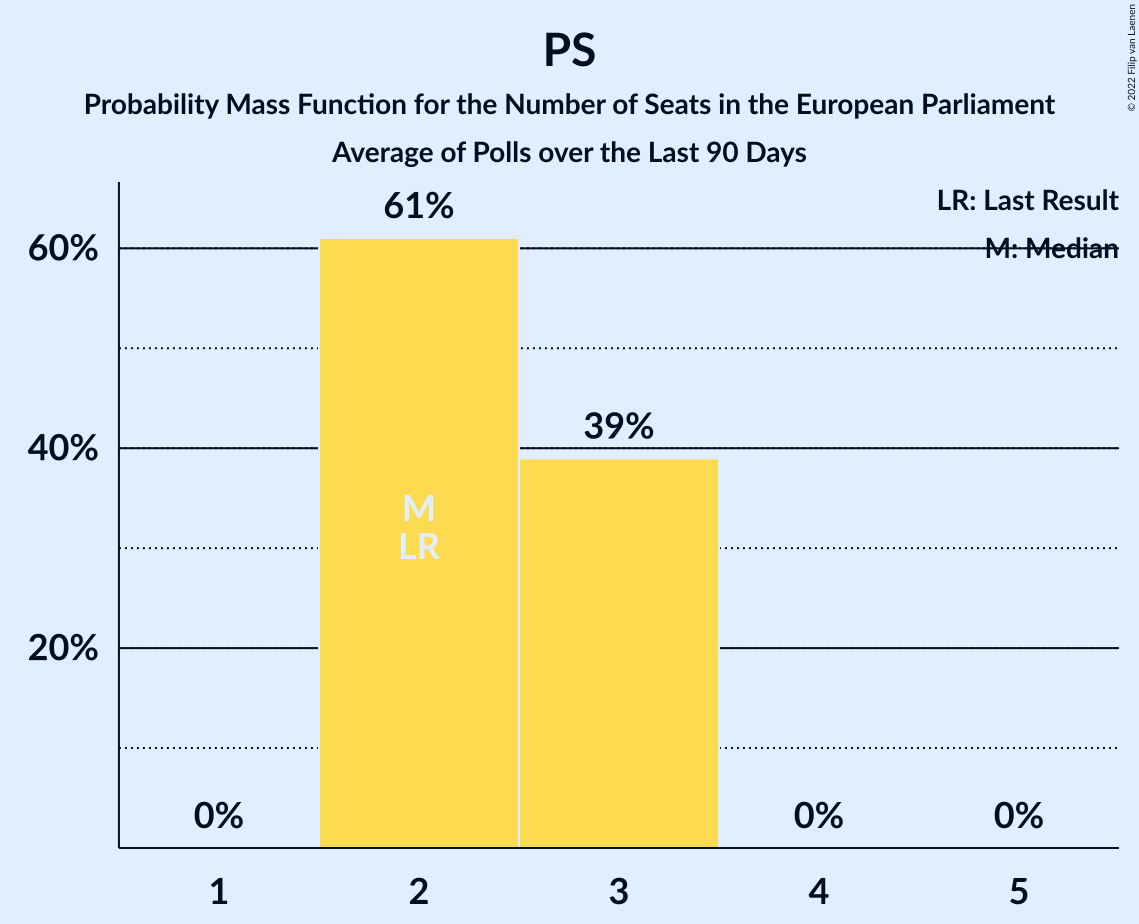 PS
Probability Mass Function for the Number of Seats in the European Parliament
Average of Polls over the Last 90 Days
© 2022 Filip van Laenen
LR: Last Result
M: Median
61%
60%
39%
40%
M
LR
20%
0%
0%
0%
1
2
3
4
5